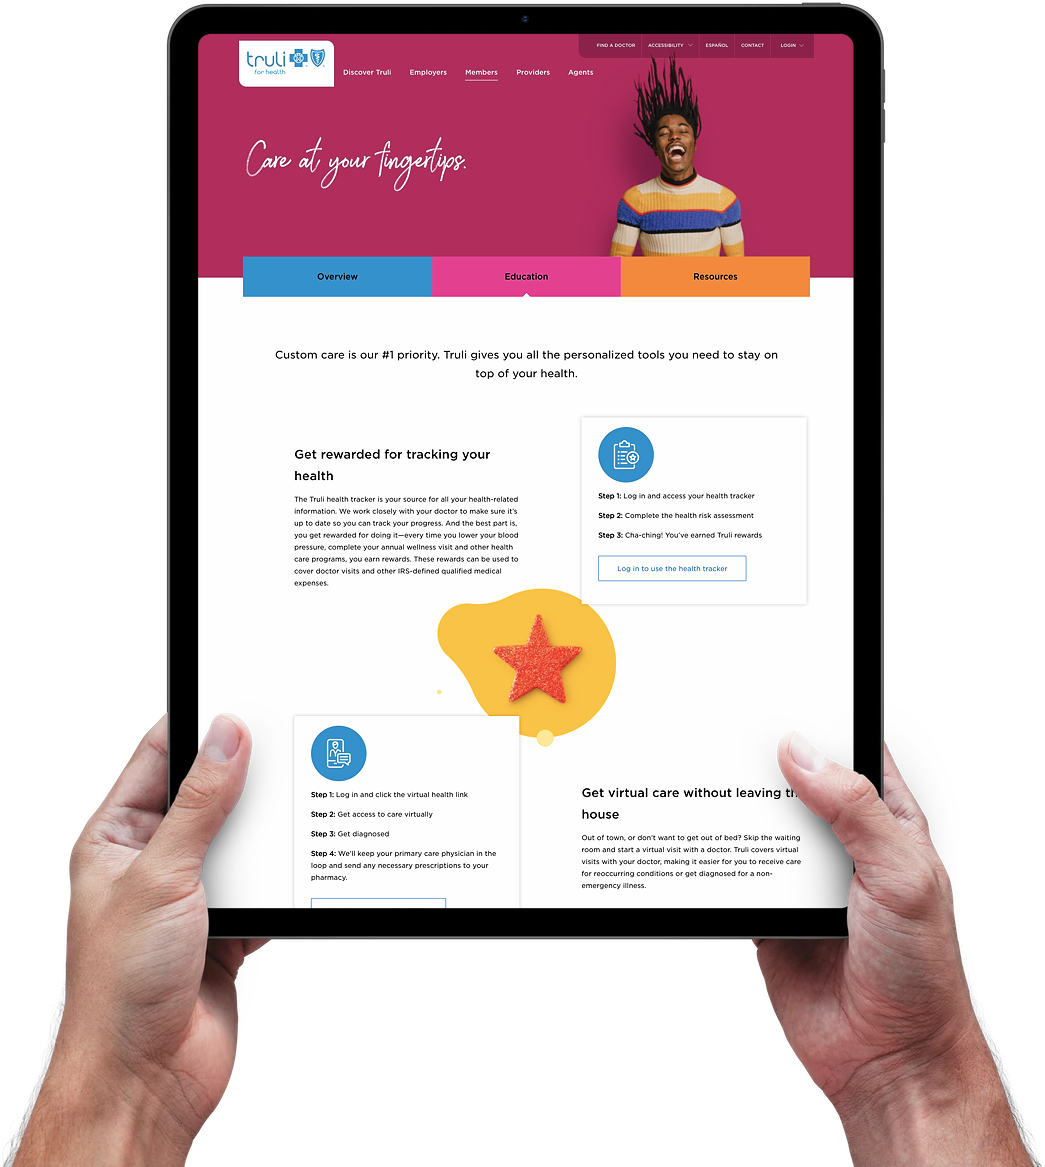 FIND A DOCTOR ACCESSIBILITY ESPAÑOL CONTACT LOGIN
truli
for health
Discover Truli Employers Members Providers Agents
Care at your fingertips.
Overview Education Resources
Custom care is our #1 priority. Truli gives you all the personalized tools you need to stay on
top of your health.
Get rewarded for tracking your
health
The Truli health tracker is your source for all your health-related
information. We work closely with your doctor to make sure it's
up to date so you can track your progress. And the best part is,
you get rewarded for doing it—every time you lower your blood
pressure, complete your annual wellness visit and other health
care programs, you earn rewards. These rewards can be used to
cover doctor visits and other IRS-defined qualified medical
expenses.
Step 1: Log in and access your health tracker
Step 2: Complete the health risk assessment
Step 3: Cha-ching! You've earned Truli rewards
Log in to use the health tracker
Step 1: Log in and click the virtual health link
Step 2: Get access to care virtually
Step 3: Get diagnosed
Step 4: We'll keep your primary care physician in the
loop and send any necessary prescriptions to your
pharmacy.
Get virtual care without leaving th
house
Out of town, or don't want to get out of bed? Skip the waiting
room and start a virtual visit with a doctor. Truli covers virtual
visits with your doctor, making it easier for you to receive care
for reoccurring conditions or get diagnosed for a non-
emergency illness.